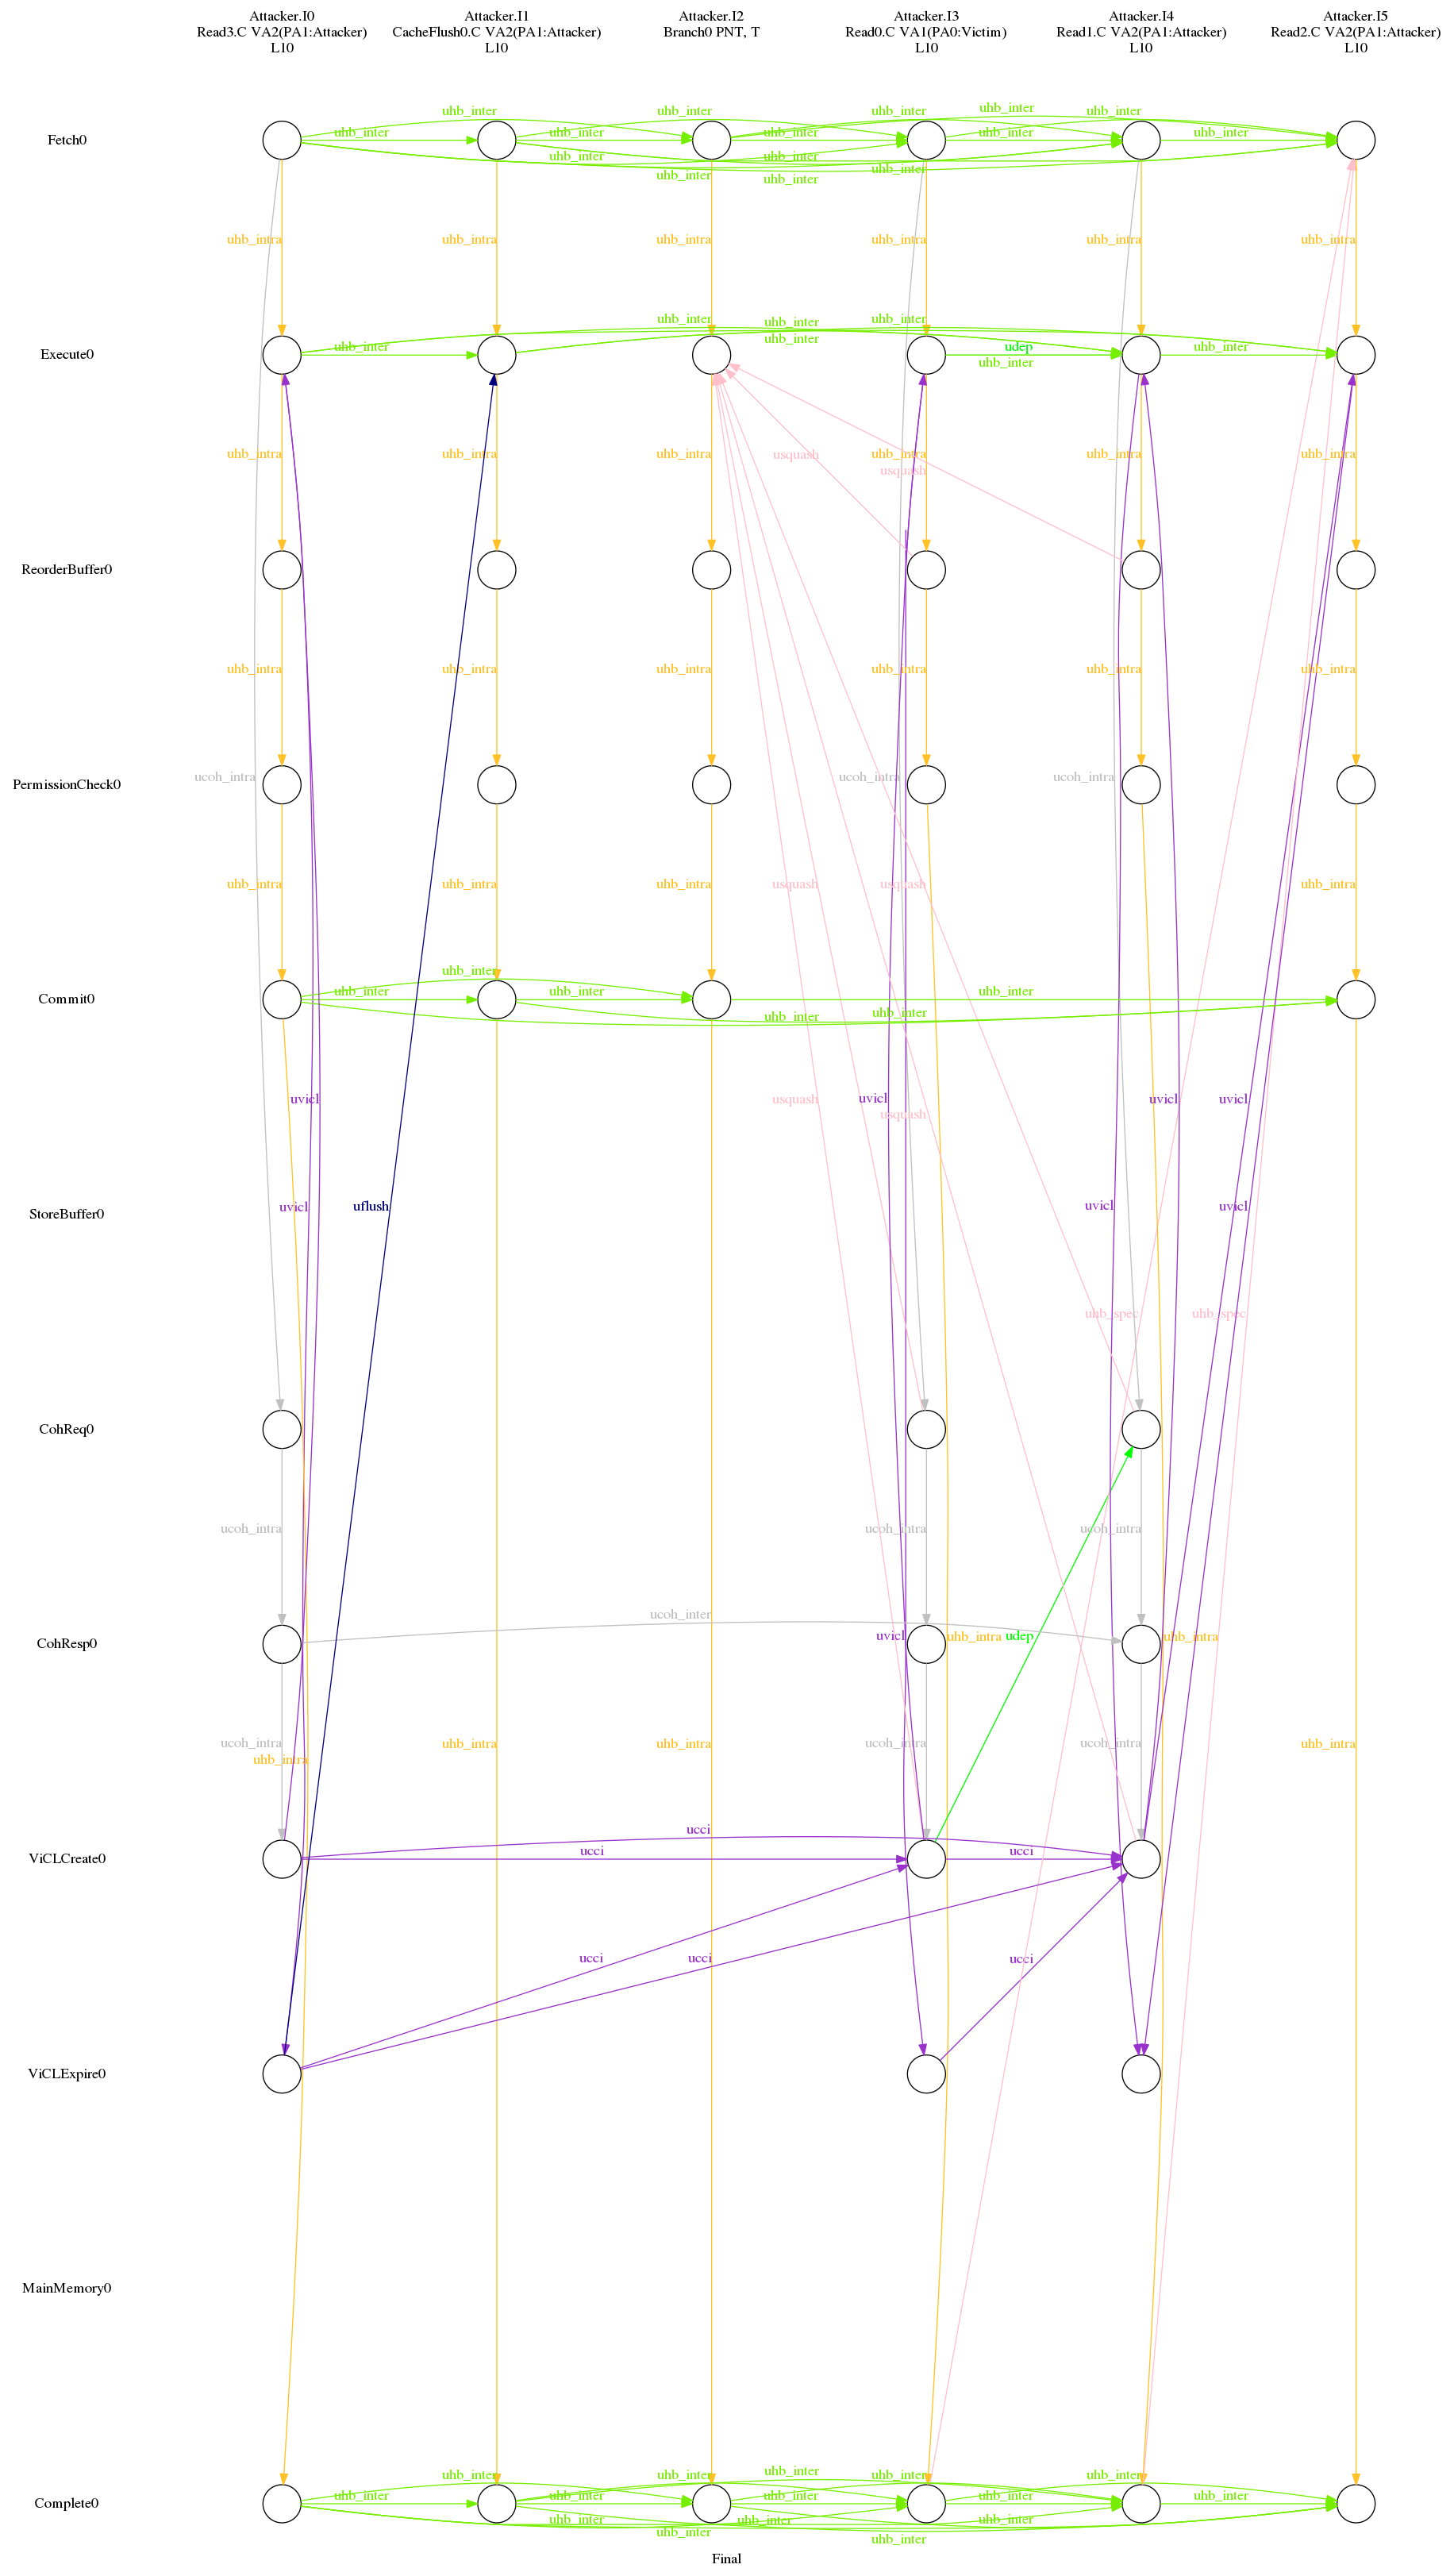 Attacker.I0
Read3.C VA2(PA1:Attacker)
L10
Attacker.I1
CacheFlush0.C VA2(PA1:Attacker)
L10
Attacker.I2
Branch0 PNT, T
Attacker.I3
Read0.C VA1(PA0:Victim)
L10
Attacker.I4
Read1.C VA2(PA1:Attacker)
L10
Attacker.I5
Read2.C VA2(PA1:Attacker)
L10
uhb_inter
uhb_inter
uhb_inter
uhb_inter
uhb_inter
Fetch0
uhb_inter
uhb_inter
uhb_inter
uhb_inter
uhb_inter
uhb_inter
uhb_inter
uhb_inter
uhb_inter
uhb_inter
uhb_intra
uhb_intra
uhb_intra
uhb_intra
uhb_intra
uhb_intra
uhb_inter
uhb_inter
uhb_inter
uhb_inter
Execute0
uhb_inter
udep
uhb_inter
uhb_inter
uhb_intra
uhb_intra
uhb_intra
usquash
uhb_intra
usquash
uhb_intra
uhb_intra
ReorderBuffer0
uhb_intra
uhb_intra
uhb_intra
uhb_intra
uhb_intra
uhb_intra
PermissionCheck0
ucoh_intra
ucoh_intra
ucoh_intra
uhb_intra
uhb_intra
uhb_intra
usquash
usquash
uhb_intra
Commit0
uhb_inter
uhb_inter
uhb_inter
uhb_inter
uhb_inter
uhb_inter
uvicl
usquash
uvicl
usquash
uvicl
uvicl
StoreBuffer0
uvicl
uflush
uvicl
uvicl
uhb_spec
uhb_spec
CohReq0
ucoh_intra
ucoh_intra
ucoh_intra
CohResp0
ucoh_inter
uvicl
uhb_intra
udep
uhb_intra
ucoh_intra
uhb_intra
uhb_intra
uhb_intra
ucoh_intra
ucoh_intra
uhb_intra
ViCLCreate0
ucci
ucci
ucci
ucci
ucci
ucci
ViCLExpire0
MainMemory0
Complete0
uhb_inter
uhb_inter
uhb_inter
uhb_inter
uhb_inter
uhb_inter
uhb_inter
uhb_inter
uhb_inter
uhb_inter
uhb_inter
uhb_inter
uhb_inter
Final